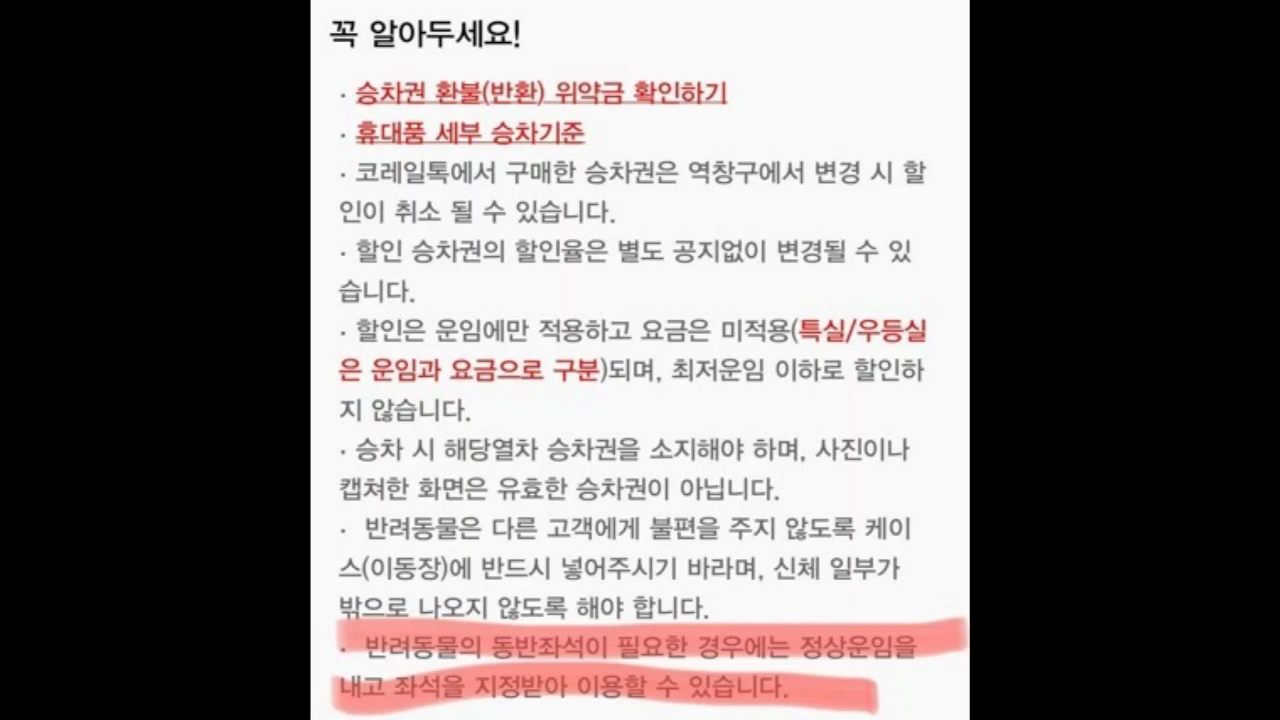 꼭 알아두세요!
· 승차권 환불(반환) 위약금 확인하기
· 휴대품 세부 승차기준
· 코레일톡에서 구매한 승차권은 역창구에서 변경 시 할
인이 취소 될 수 있습니다.
· 할인 승차권의 할인율은 별도 공지없이 변경될 수 있
습니다.
· 할인은 운임에만 적용하고 요금은 미적용(특실/우등실
은 운임과 요금으로 구분)되며, 최저운임 이하로 할인하
지 않습니다.
· 승차 시 해당열차 승차권을 소지해야 하며, 사진이나
캡쳐한 화면은 유효한 승차권이 아닙니다.
· 반려동물은 다른 고객에게 불편을 주지 않도록 케이
스(이동장)에 반드시 넣어주시기 바라며, 신체 일부가
밖으로 나오지 않도록 해야 합니다.
· 반려동물의 동반좌석이 필요한 경우에는 정상운임을
내고 좌석을 지정받아 이용할 수 있습니다.